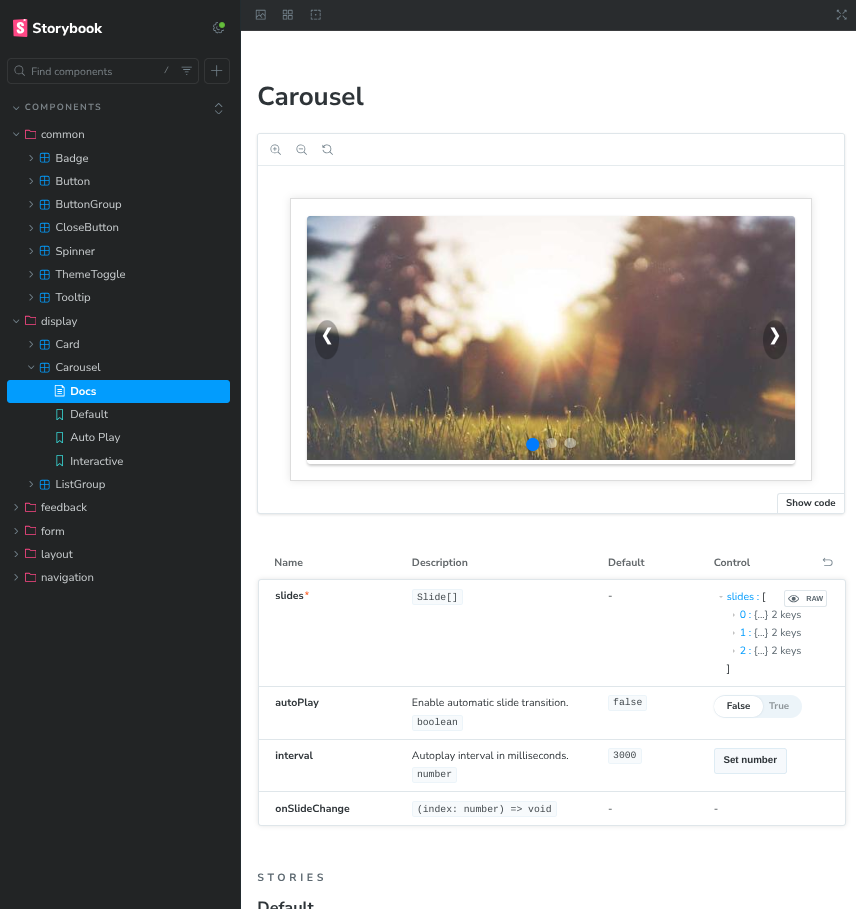 Storybook
Find components
/
COMPONENTS
common
Badge
Button
ButtonGroup
CloseButton
Spinner
ThemeToggle
Tooltip
display
Card
Carousel
Docs
Default
Auto Play
Interactive
ListGroup
feedback
form
layout
navigation
Carousel
❮ ❯
Show code
Name Description Default Control
slides* Slide[] - slides : [ RAW
0 : {...} 2 keys
1 : {...} 2 keys
2 : {...} 2 keys
]
autoPlay Enable automatic slide transition. false False True
boolean
interval Autoplay interval in milliseconds. 3000 Set number
number
onSlideChange (index: number) => void - -
STORIES
Default